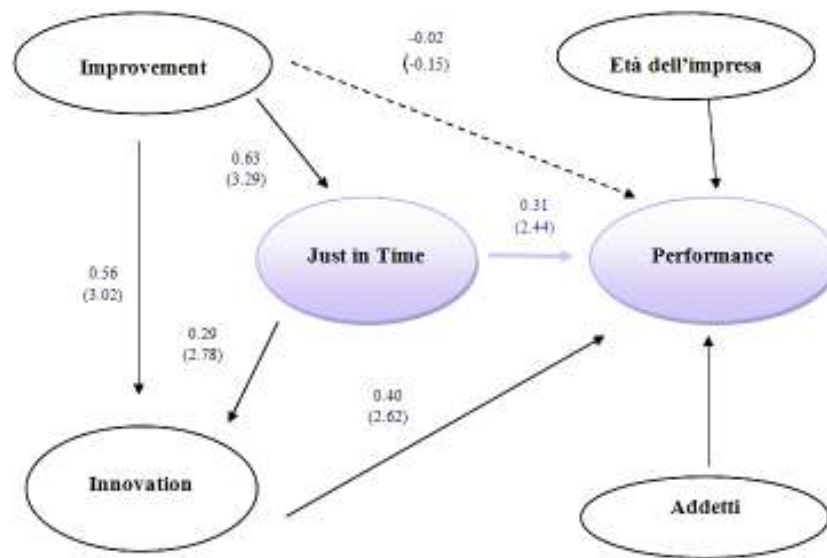 Improvement
-0.02
(-0.15)
Età dell'impresa
0.63
(3.29)
0.31
(2.44)
Just in Time
Performance
0.56
(3.02)
0.29
(2.78)
0.40
(2.62)
Innovation
Addetti